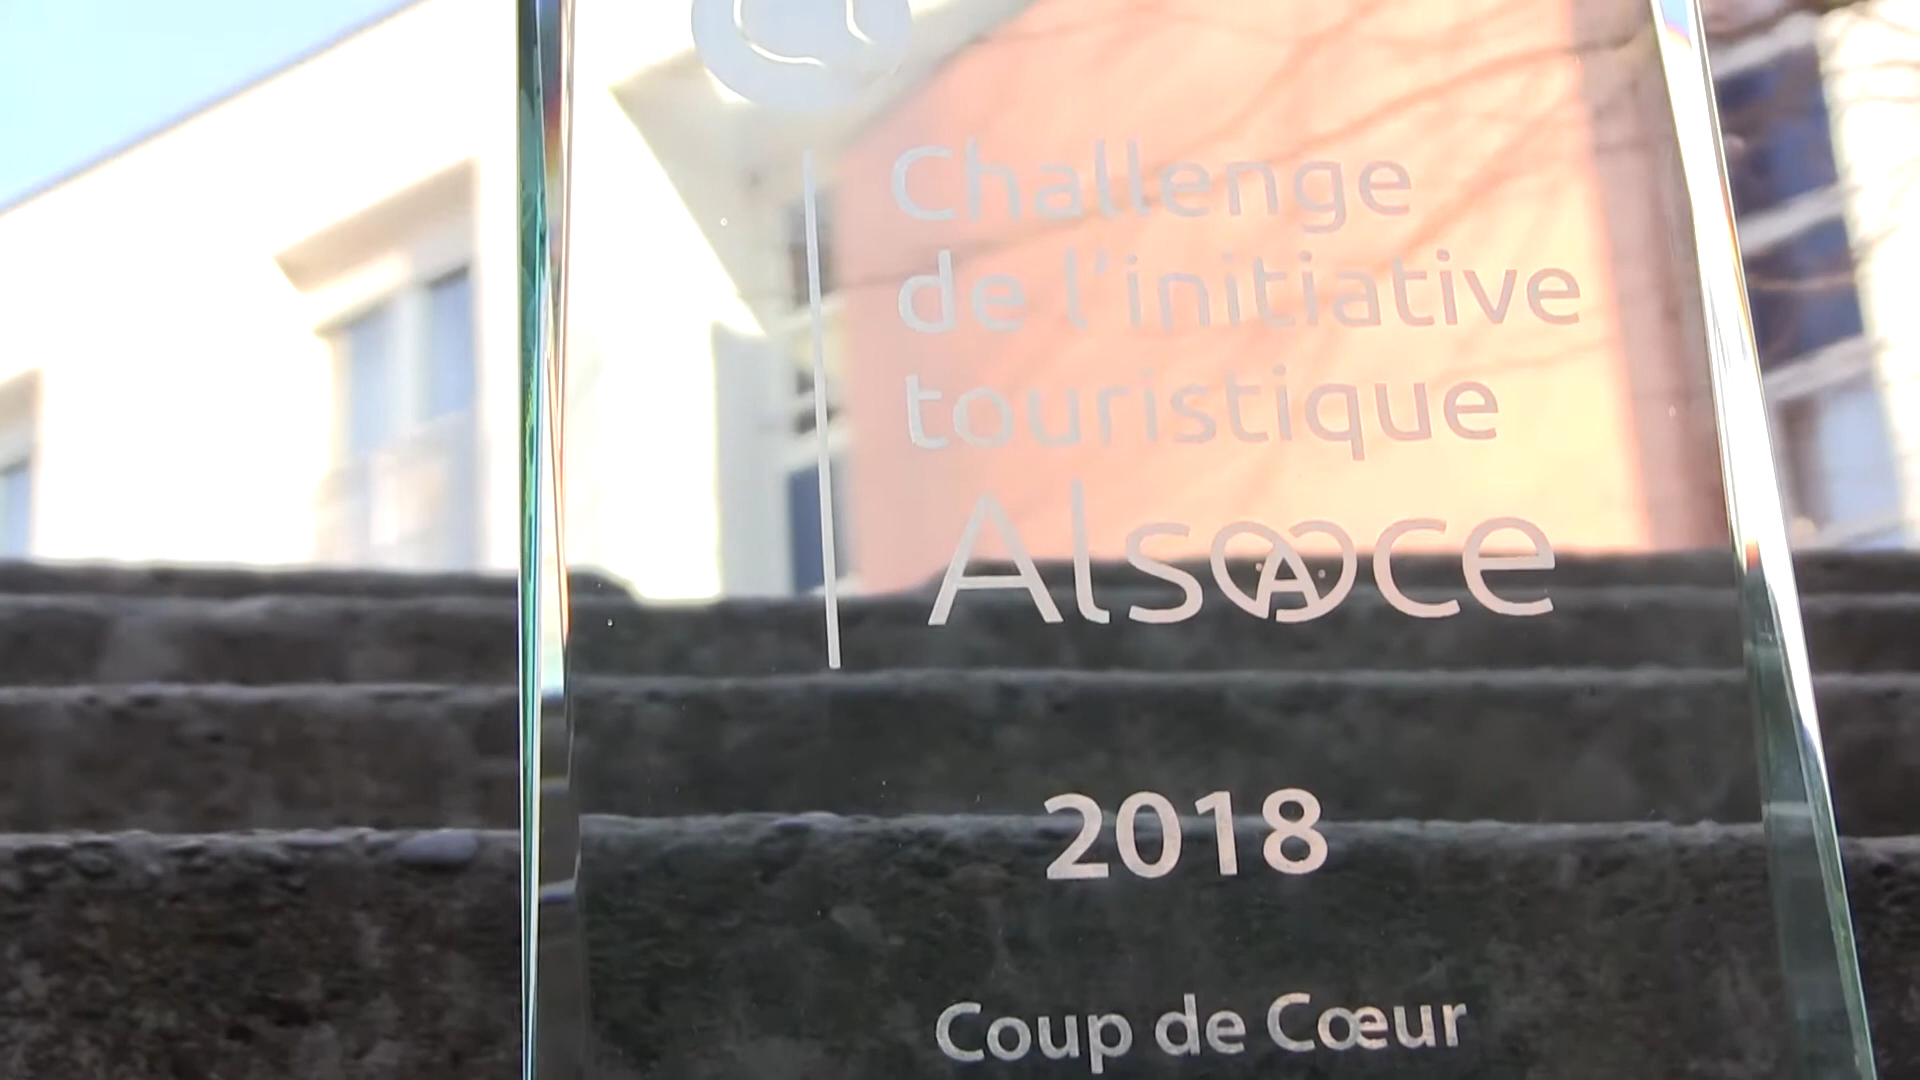 Challenge
de l'initiative
touristique
Alsace
2018
Coup de Cœur